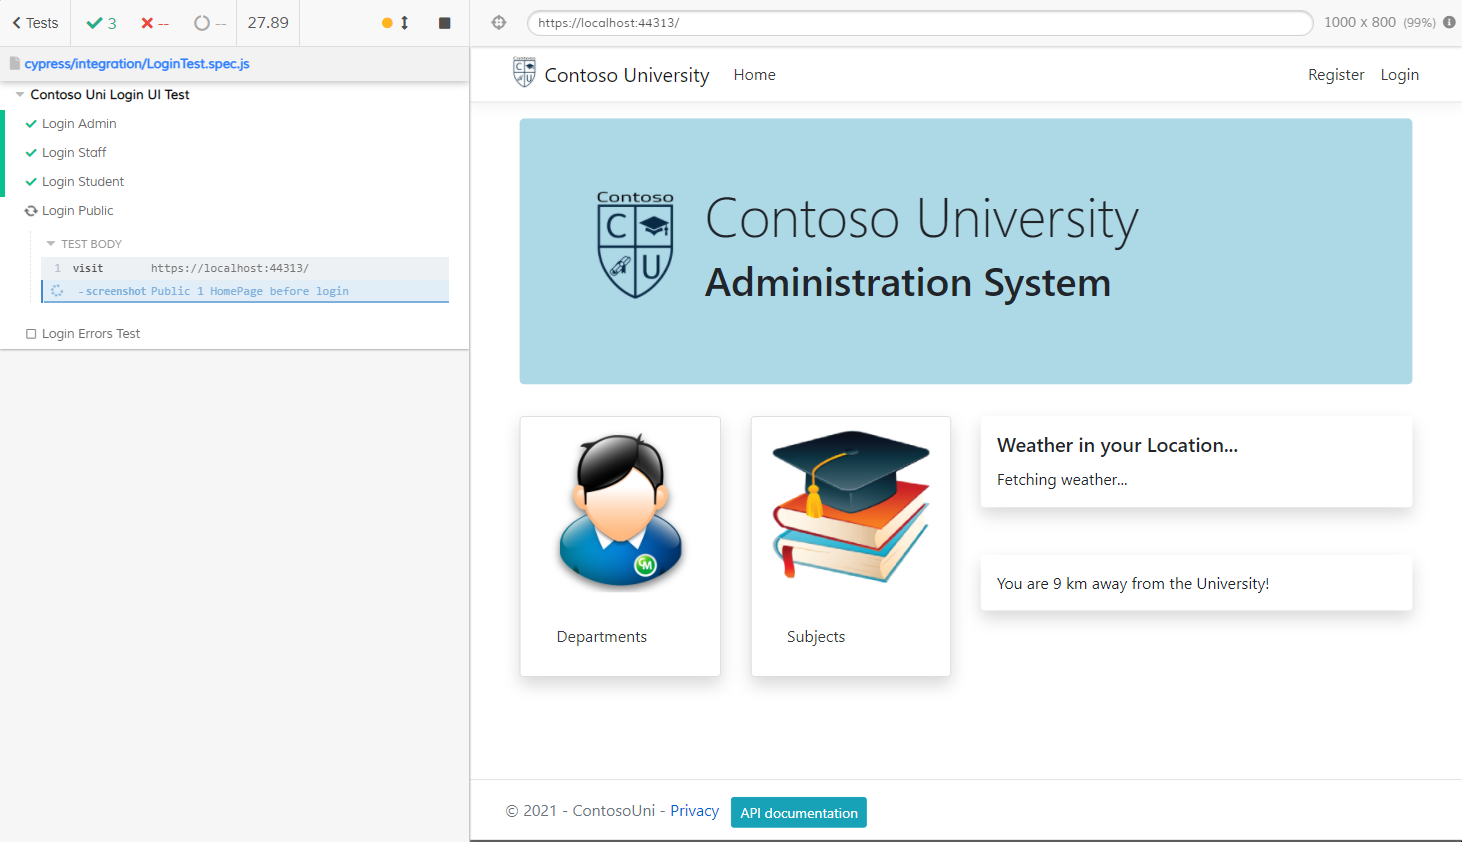 Tests 3 -- -- 27.89
https://localhost:44313/ 1000 x 800 (99%)
cypress/integration/LoginTest.spec.js
Contoso Uni Login UI Test
Login Admin
Login Staff
Login Student
Login Public
TEST BODY
1 visit https://localhost:44313/
-screenshot Public 1 HomePage before login
Login Errors Test
Contoso University Home Register Login
Contoso
C
U
Contoso University
Administration System
Departments
Subjects
Weather in your Location...
Fetching weather...
You are 9 km away from the University!
© 2021 - ContosoUni - Privacy API documentation